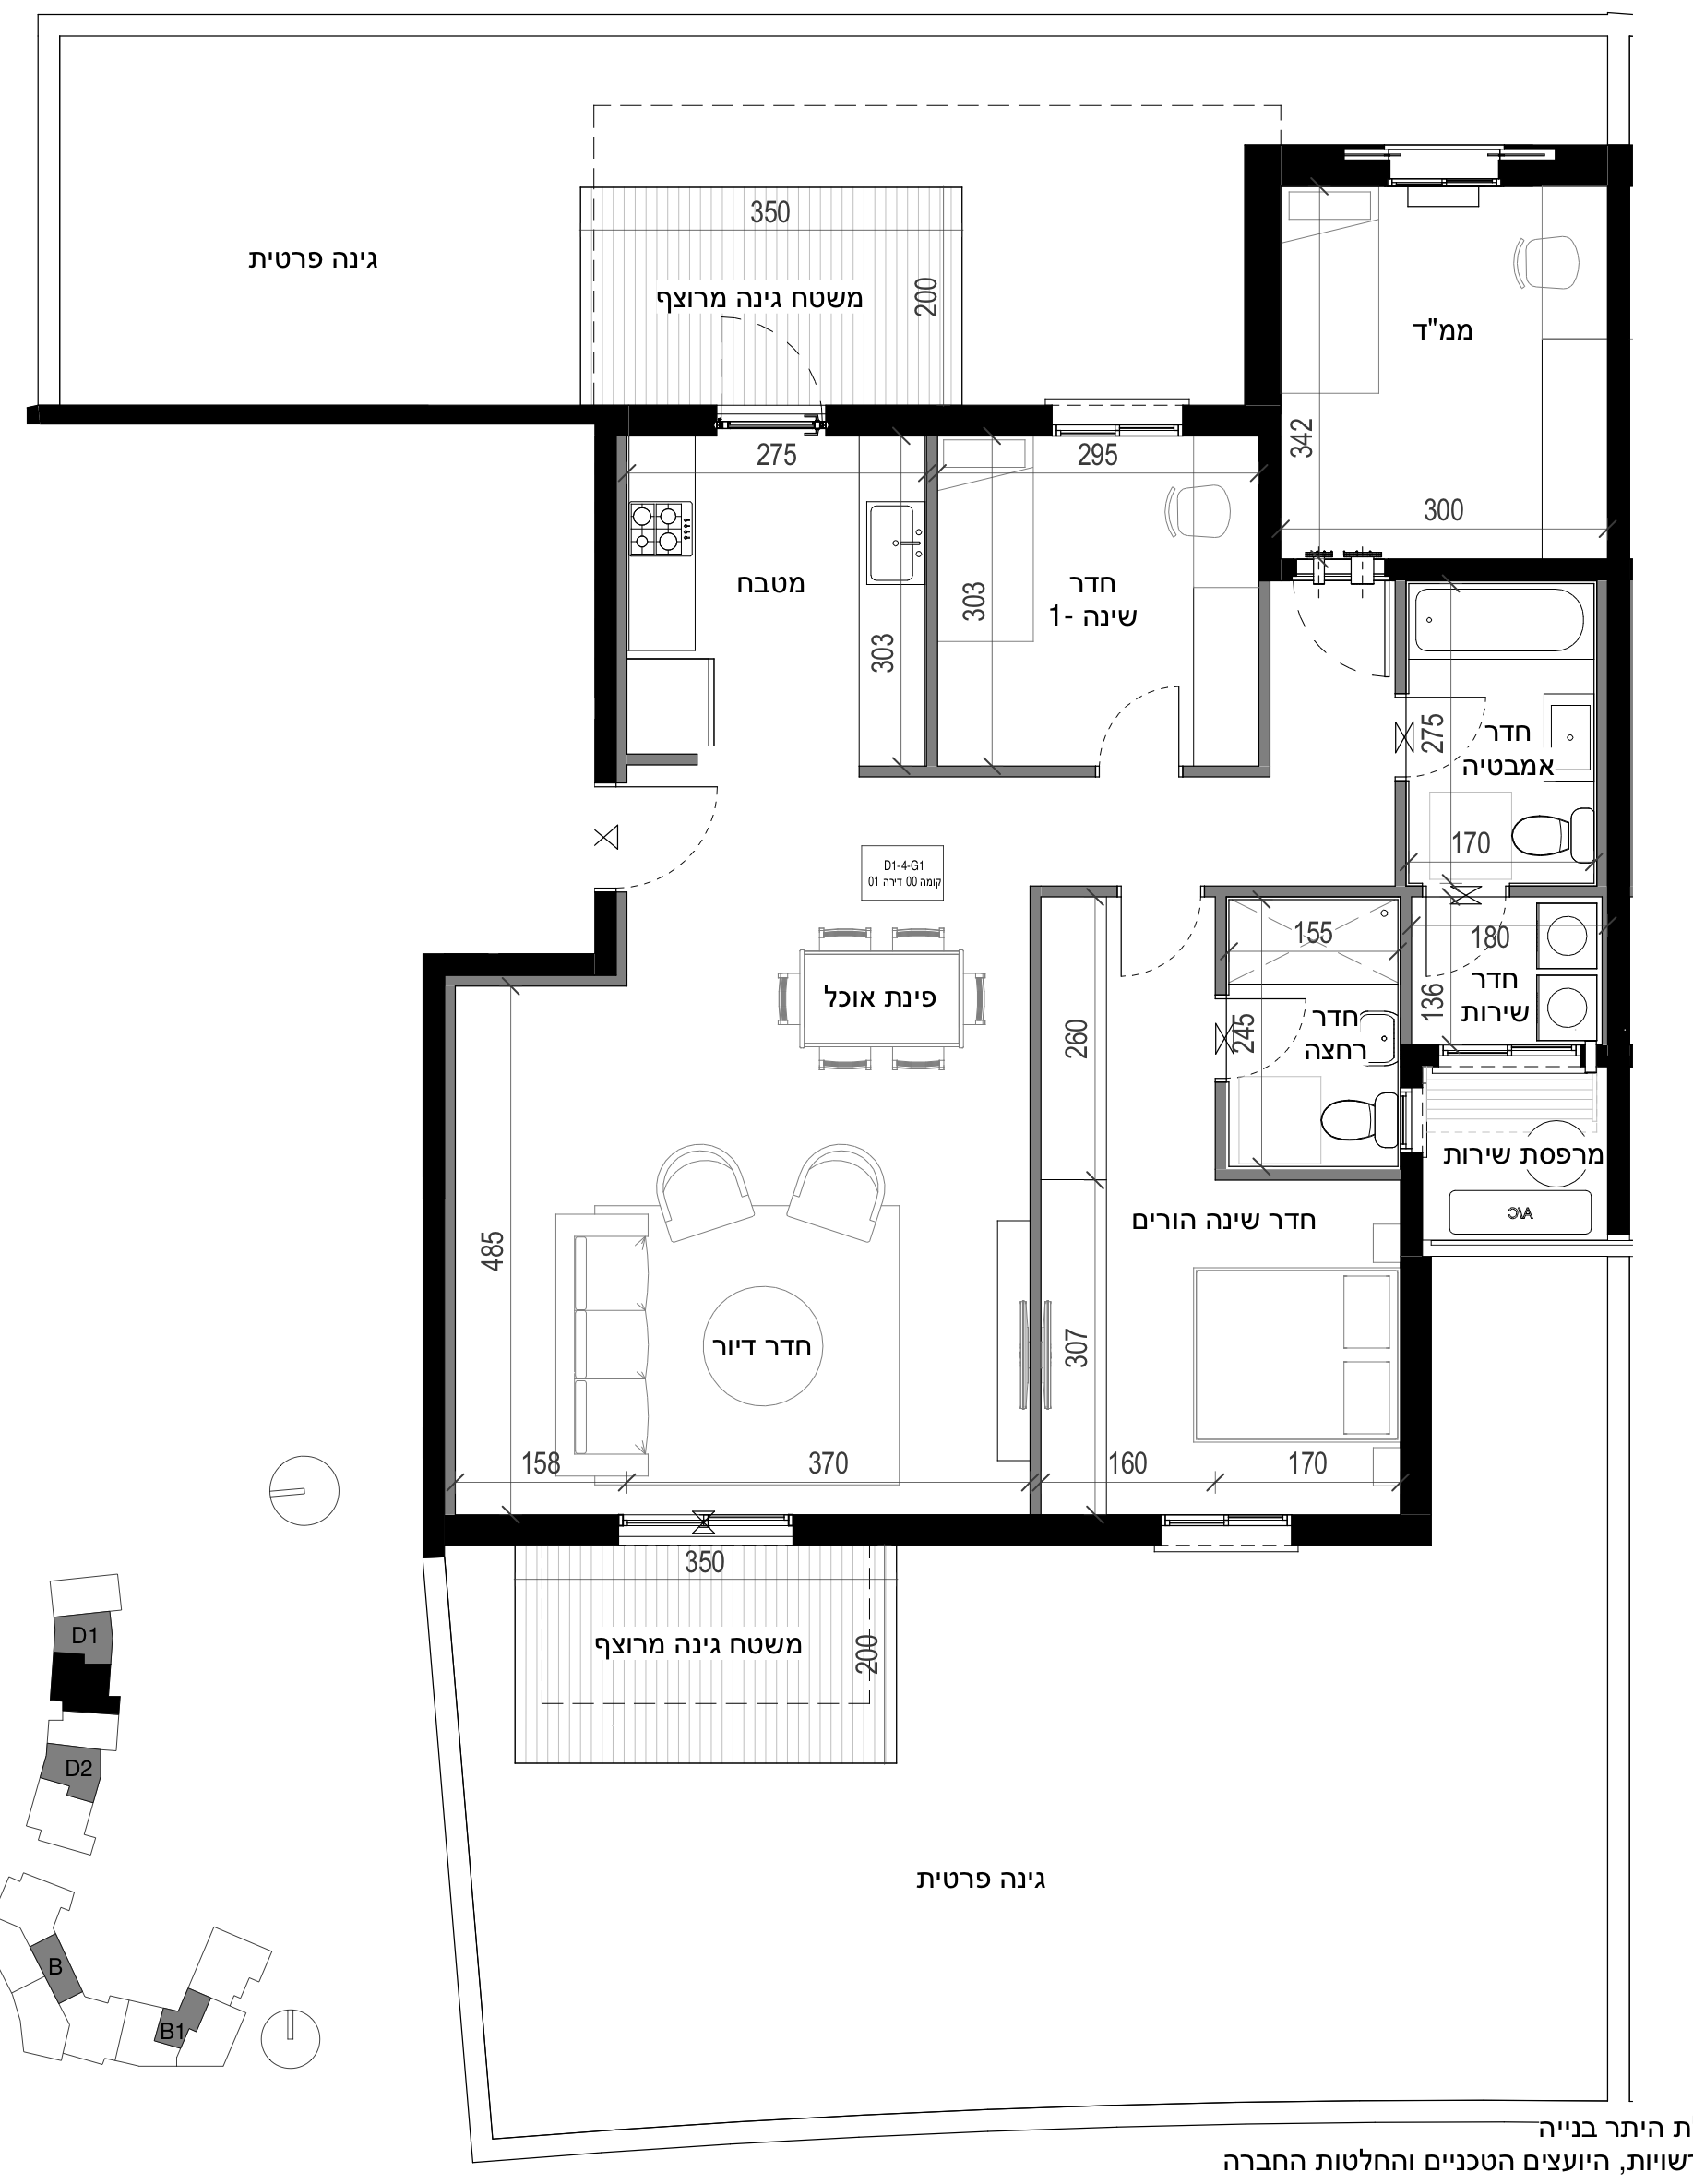 350
גינה פרטית
משטח גינה מרוצף
200
ממ"ד
342
275
295
300
מטבח
חדר
שינה -1
303
303
חדר
אמבטיה
275
170
D1-4-G1
קומה 00 דירה 01
155
180
פינת אוכל
חדר
שירות
136
חדר
רחצה
245
260
מרפסת שירות
A/C
חדר שינה הורים
485
חדר דיור
307
158
370
160
170
350
משטח גינה מרוצף
200
D1
D2
גינה פרטית
B
B1
ת היתר בנייה
שויות, היועצים הטכניים והחלטות החברה